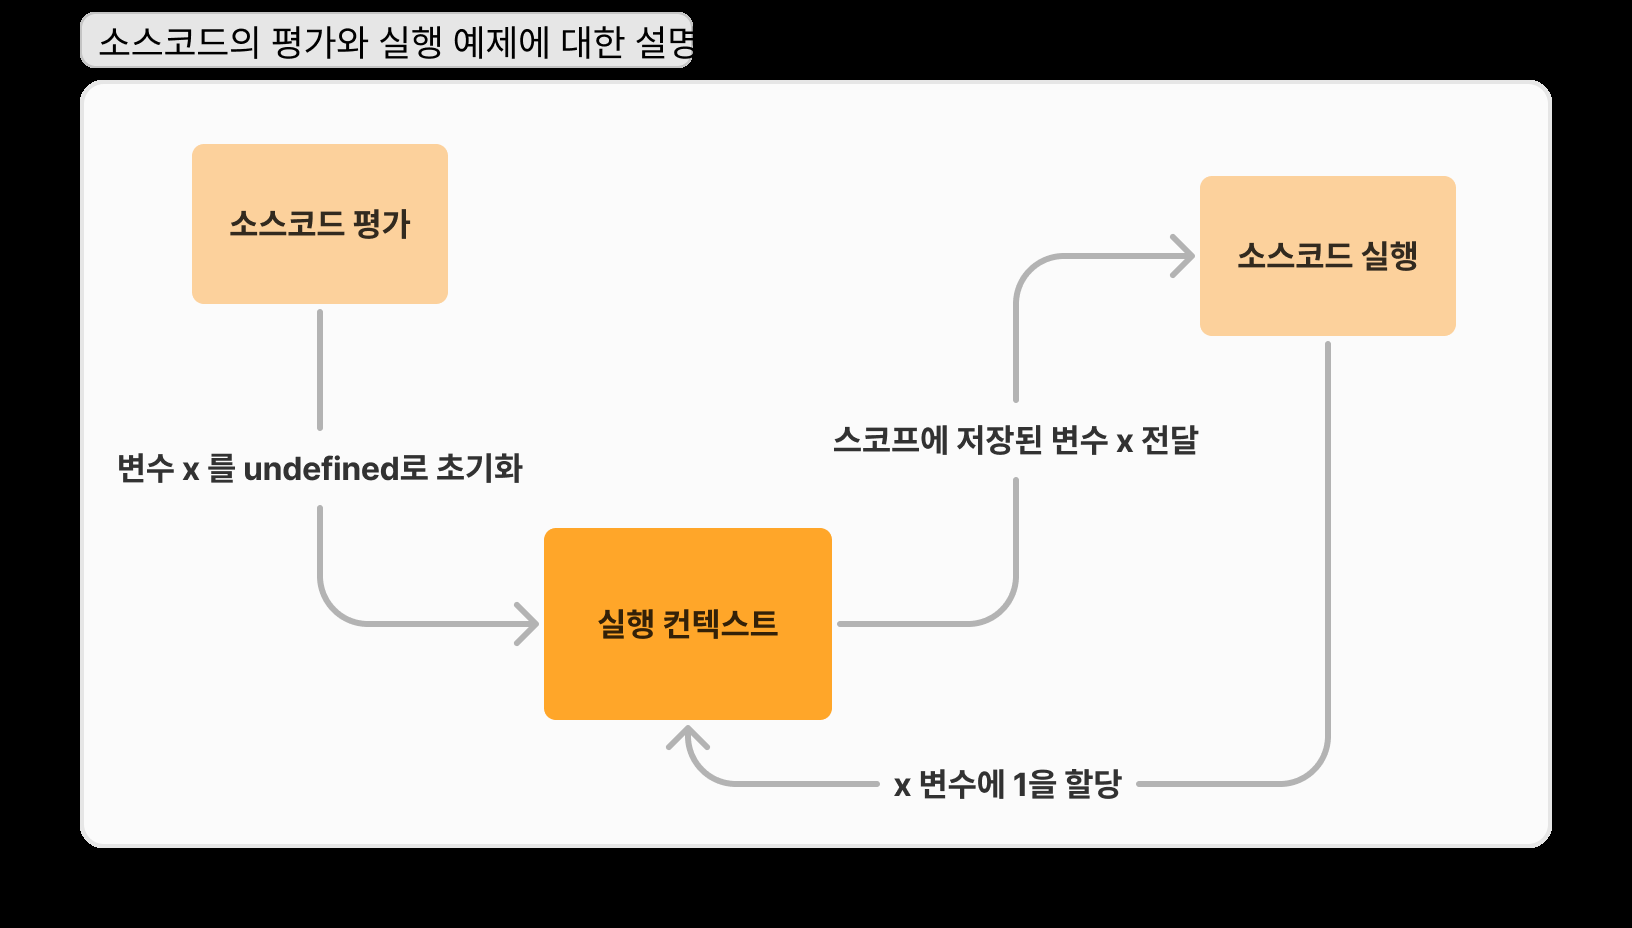 소스코드의 평가와 실행 예제에 대한 설명
소스코드 평가
소스코드 실행
스코프에 저장된 변수 x 전달
변수 x 를 undefined로 초기화
실행 컨텍스트
x 변수에 1을 할당